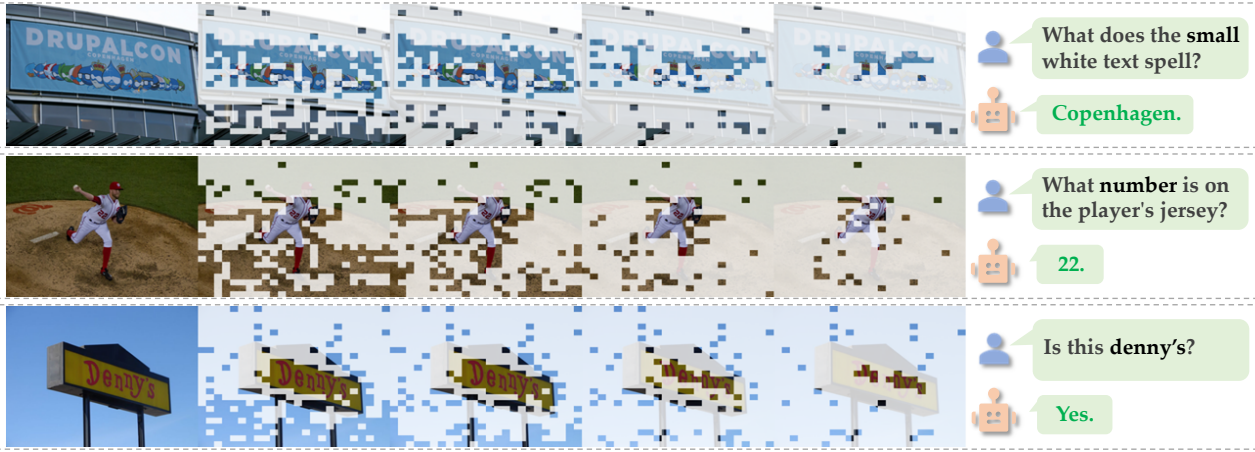 DRUPALCON
COPENHAGEN
What does the small
white text spell?
Copenhagen.
What number is on
the player's jersey?
22.
Denny's
Is this denny's?
Yes.